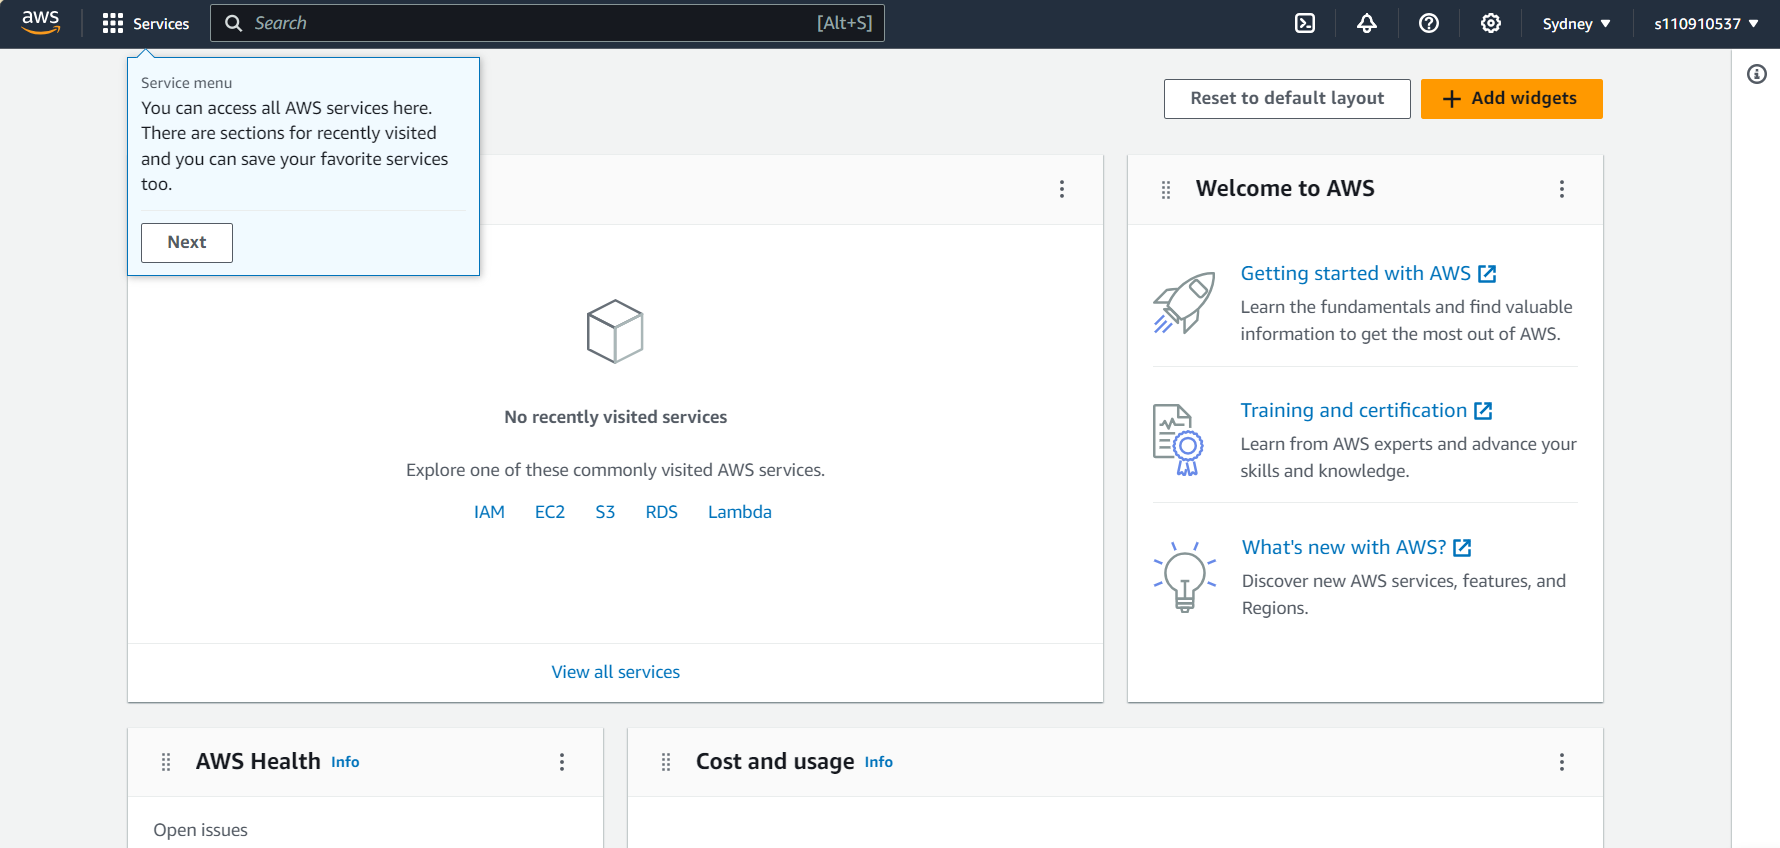 aws
Services
Search
[Alt+S]
Sydney
s110910537
Service menu
You can access all AWS services here.
There are sections for recently visited
and you can save your favorite services
too.
Next
Reset to default layout
Add widgets
No recently visited services
Explore one of these commonly visited AWS services.
IAM EC2 S3 RDS Lambda
View all services
Welcome to AWS
Getting started with AWS
Learn the fundamentals and find valuable
information to get the most out of AWS.
Training and certification
Learn from AWS experts and advance your
skills and knowledge.
What's new with AWS?
Discover new AWS services, features, and
Regions.
AWS Health Info
Open issues
Cost and usage Info